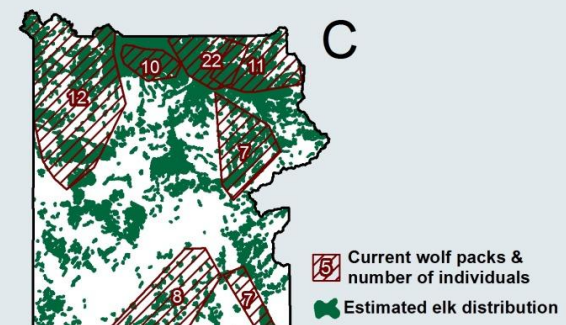 C
10
22
11
12
7
8
7
5
Current wolf packs &
number of individuals
Estimated elk distribution